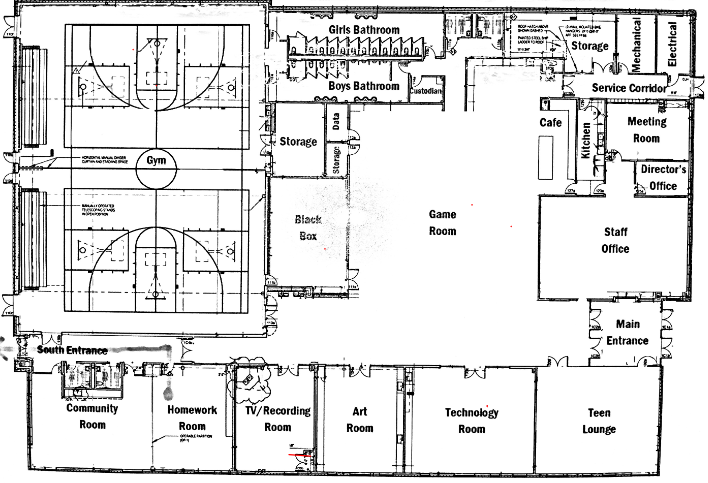 Girls Bathroom
Boys Bathroom
Custodian
Storage
Mechanical
Electrical
Service Corridor
Data
Storage
Storage
Gym
Black
Box
Game
Room
Cafe
Kitchen
Meeting
Room
Director's
Office
Staff
Office
Main
Entrance
South Entrance
Community
Room
Homework
Room
TV/Recording
Room
Art
Room
Technology
Room
Teen
Lounge